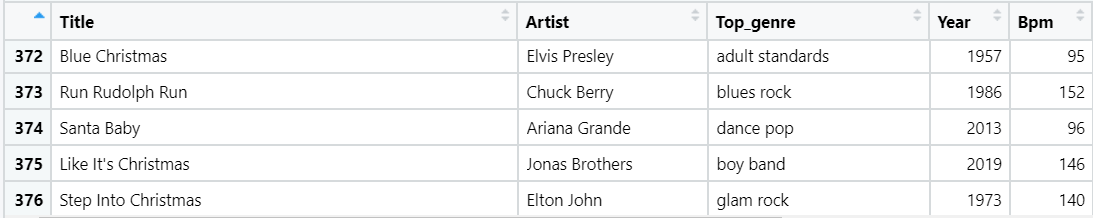 Title Artist Top_genre Year Bpm
372 Blue Christmas Elvis Presley adult standards 1957 95
373 Run Rudolph Run Chuck Berry blues rock 1986 152
374 Santa Baby Ariana Grande dance pop 2013 96
375 Like It's Christmas Jonas Brothers boy band 2019 146
376 Step Into Christmas Elton John glam rock 1973 140